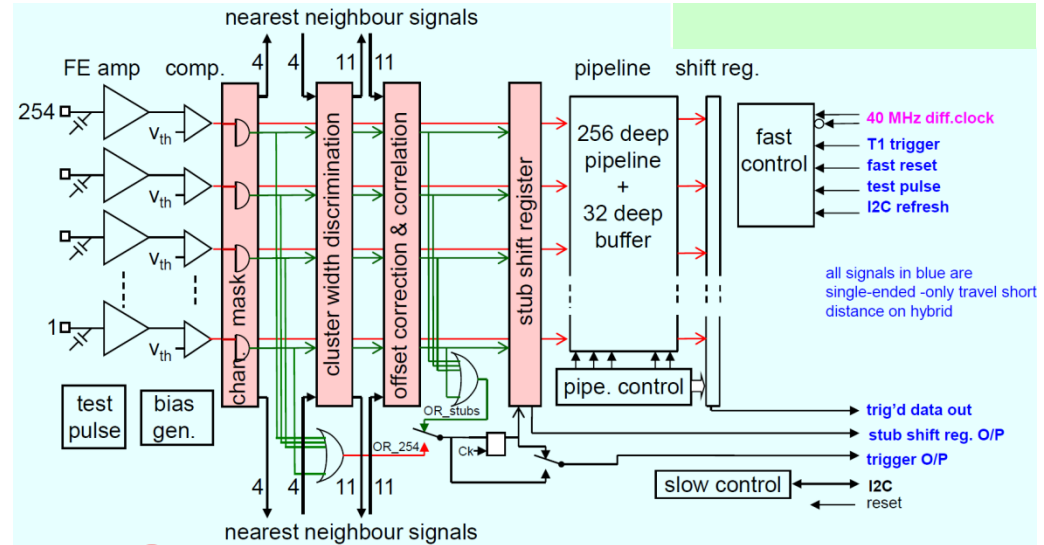 nearest neighbour signals
4 4 11 11
FE amp comp. pipeline shift reg.
254
Vth
Vth
Vth
1
Vth
chan. mask
cluster width discrimination
offset correction & correlation
stub shift register
256 deep
pipeline
+
32 deep
buffer
fast
control
40 MHz diff.clock
T1 trigger
fast reset
test pulse
I2C refresh
all signals in blue are
single-ended -only travel short
distance on hybrid
pipe. control
test
pulse
bias
gen.
OR_stubs
OR_254
Ck
trig'd data out
stub shift reg. O/P
trigger O/P
slow control
I2C
reset
4 4 11 11
nearest neighbour signals